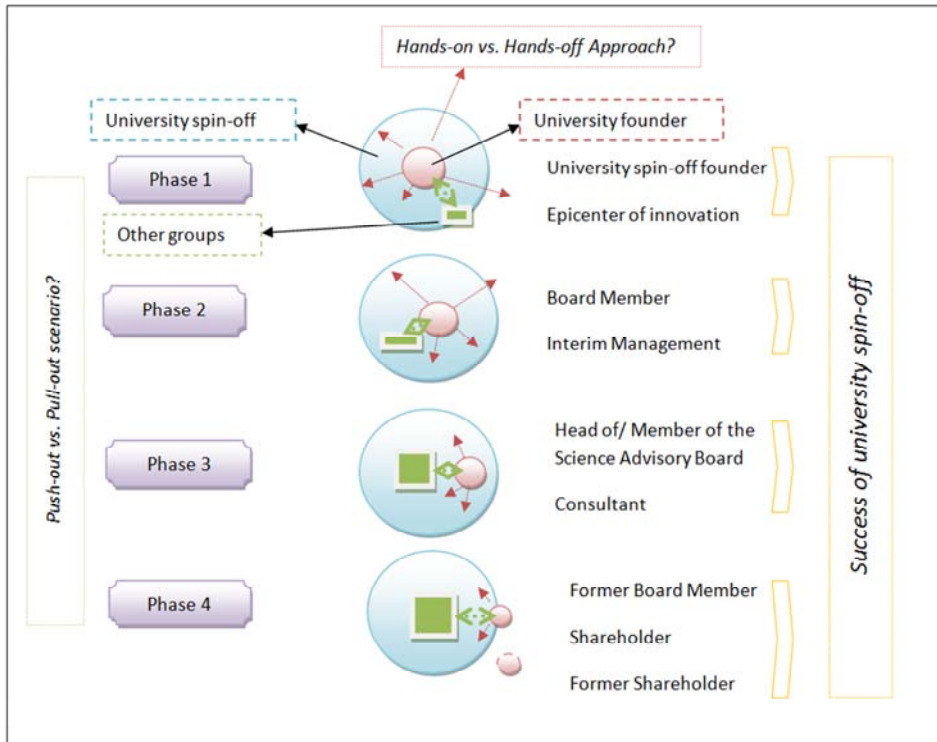 Hands-on vs. Hands-off Approach?
University spin-off
University founder
Phase 1
University spin-off founder
Epicenter of innovation
Other groups
Push-out vs. Pull-out scenario?
Phase 2
Board Member
Interim Management
Success of university spin-off
Phase 3
Head of/ Member of the
Science Advisory Board
Consultant
Phase 4
Former Board Member
Shareholder
Former Shareholder